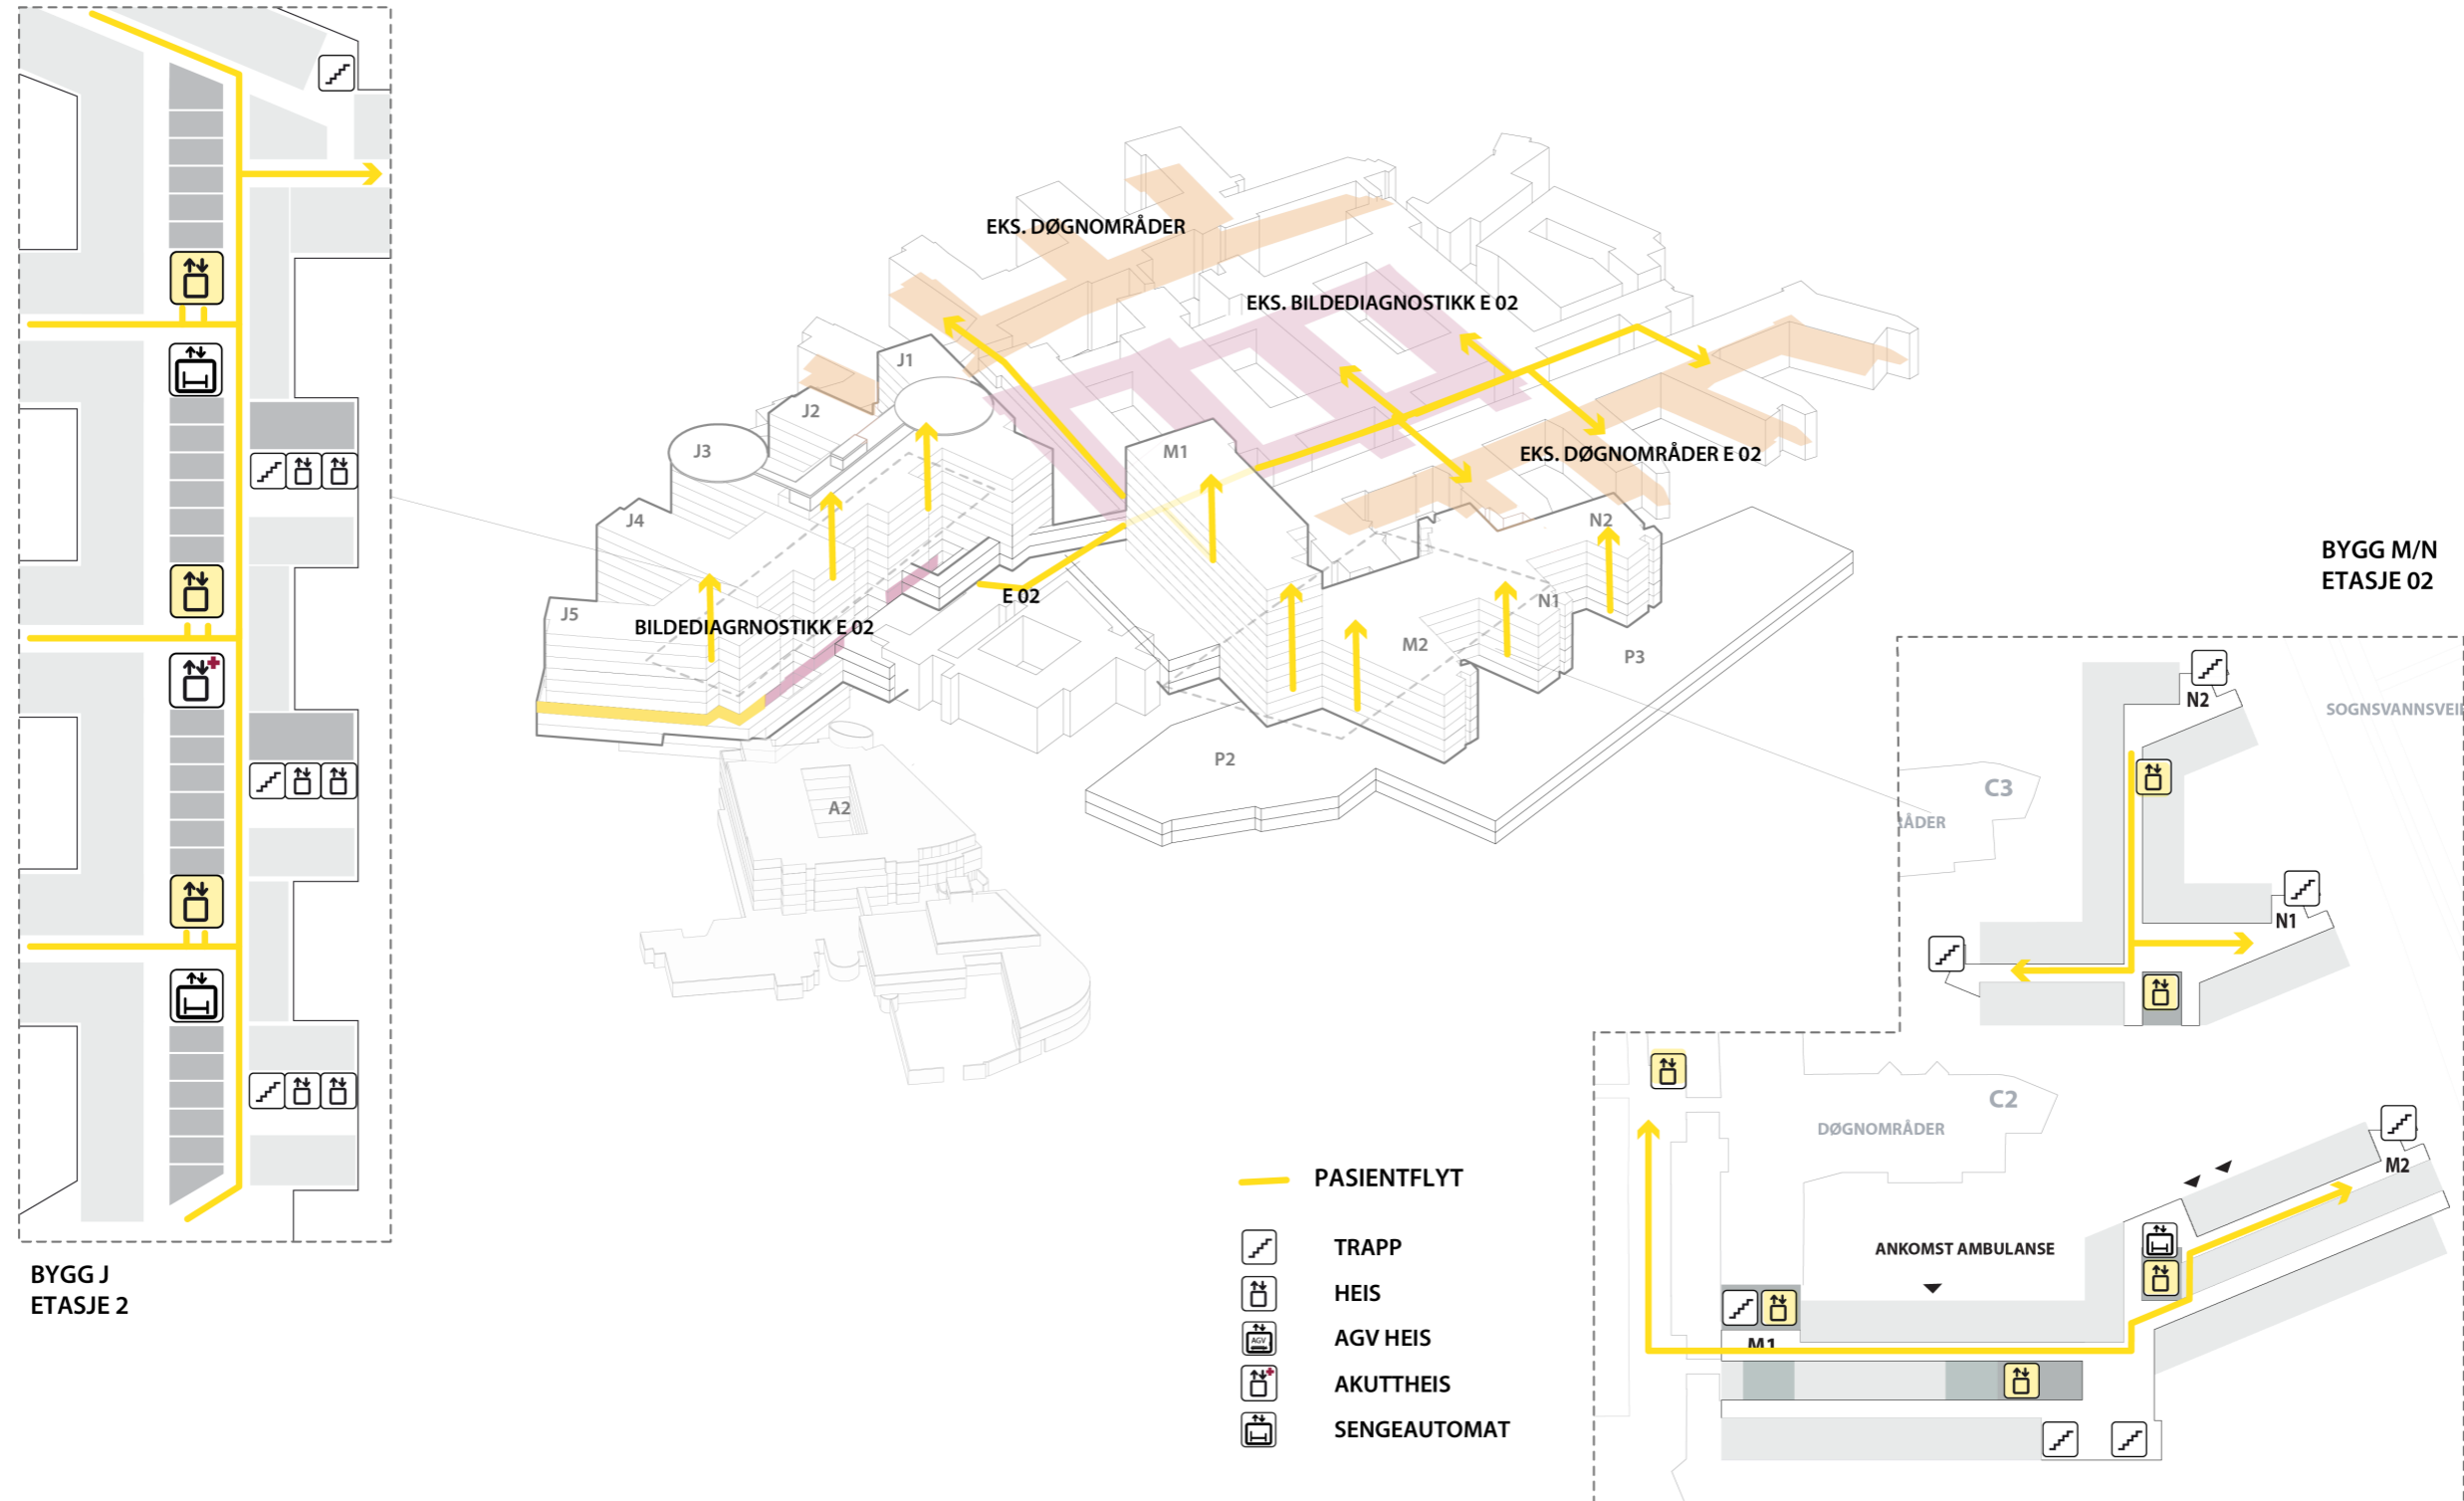 EKS. DØGNOMRÅDER
EKS. BILDEDIAGNOSTIKK E 02
J1
J2
J3
M1
EKS. DØGNOMRÅDER E 02
J4
N2
BYGG M/N
ETASJE 02
E 02
J5
BILDEDIAGRNOSTIKK E 02
N1
M2
P3
P2
A2
N2
SOGNSVANNSVEI
C3
RÅDER
N1
C2
DØGNOMRÅDER
M2
ANKOMST AMBULANSE
M1
BYGG J
ETASJE 2
PASIENTFLYT
TRAPP
HEIS
AGV
AGV HEIS
AKUTTHEIS
SENGEAUTOMAT